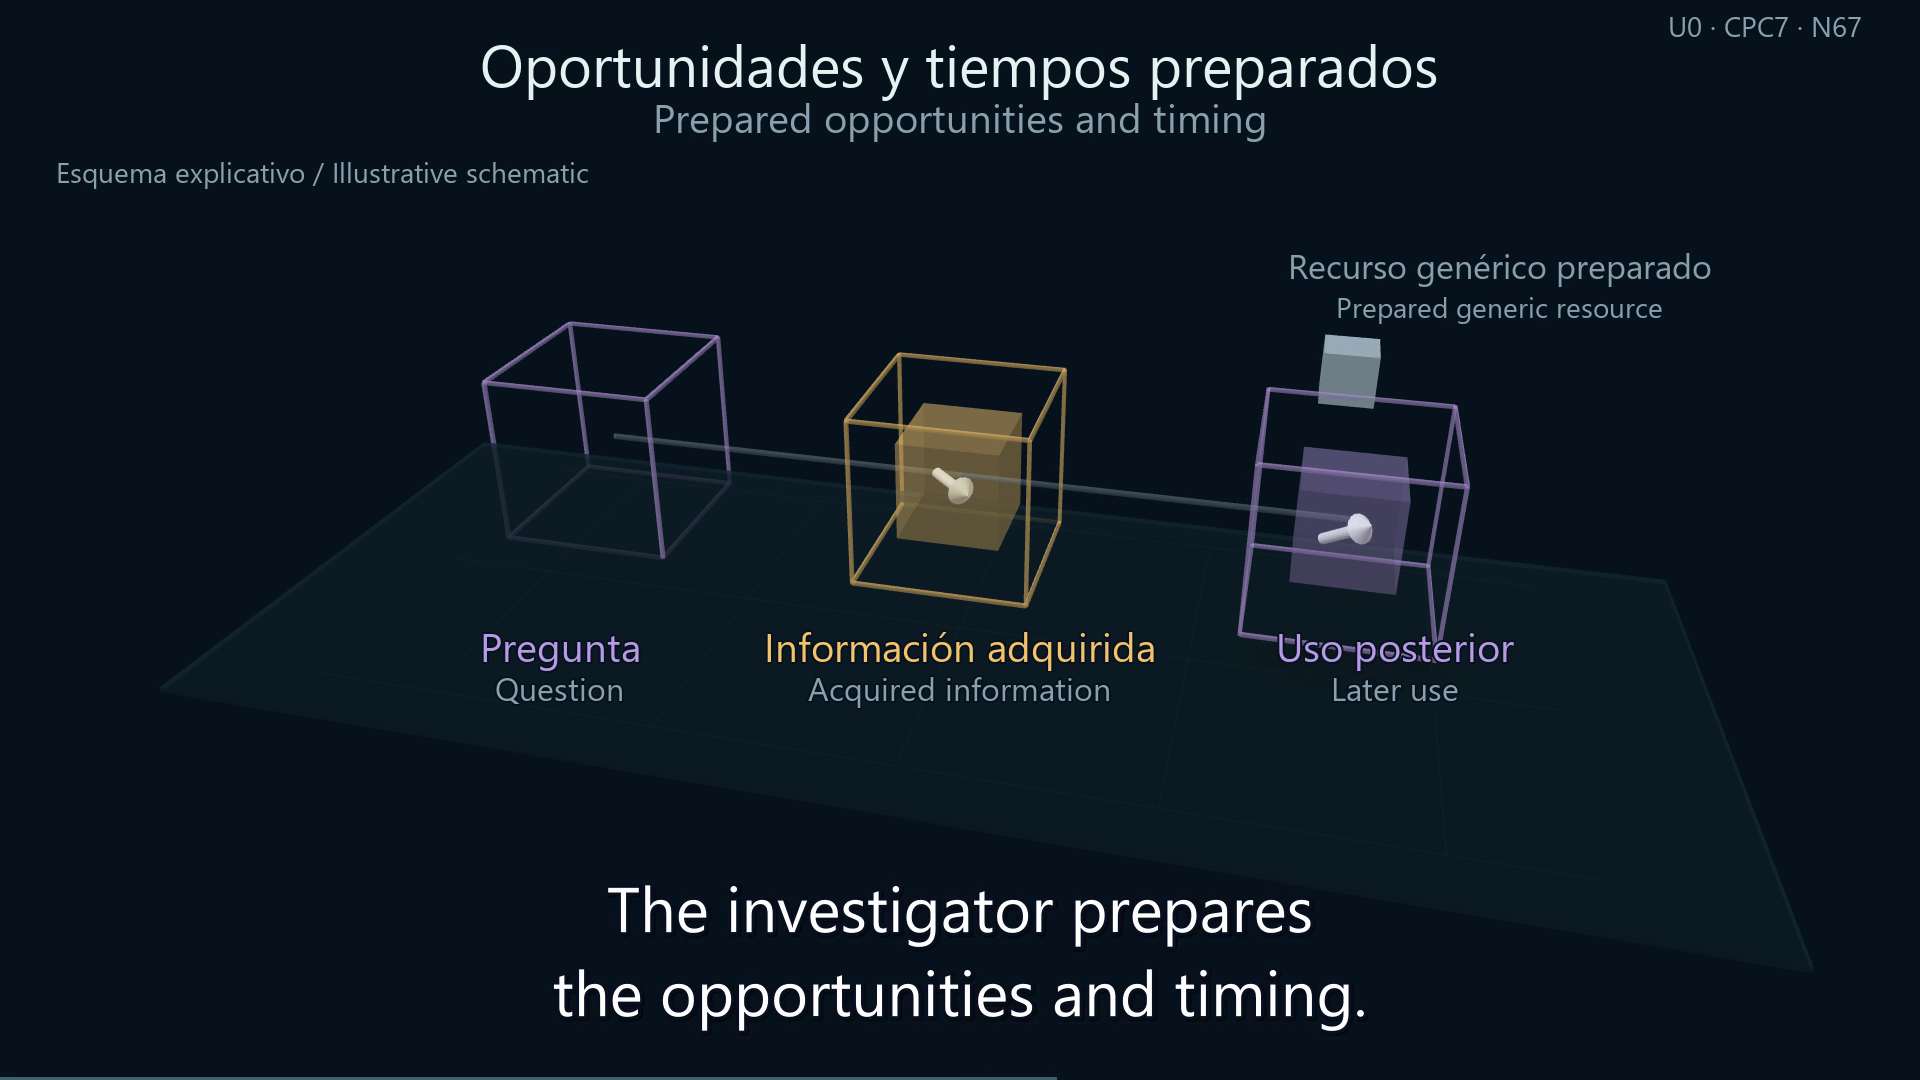 U0 · CPC7 · N67
Oportunidades y tiempos preparados
Prepared opportunities and timing
Esquema explicativo / Illustrative schematic
Recurso genérico preparado
Prepared generic resource
Pregunta
Question
Información adquirida
Acquired information
Uso posterior
Later use
The investigator prepares
the opportunities and timing.